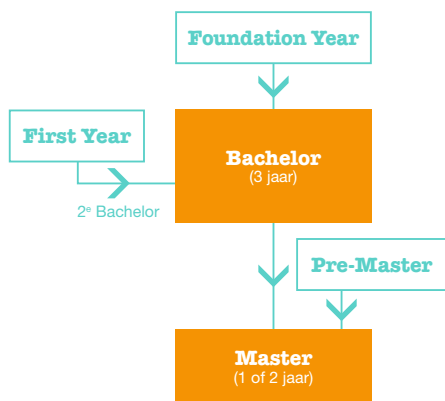 Foundation Year
First Year
Bachelor
(3 jaar)
2e Bachelor
Pre-Master
Master
(1 of 2 jaar)